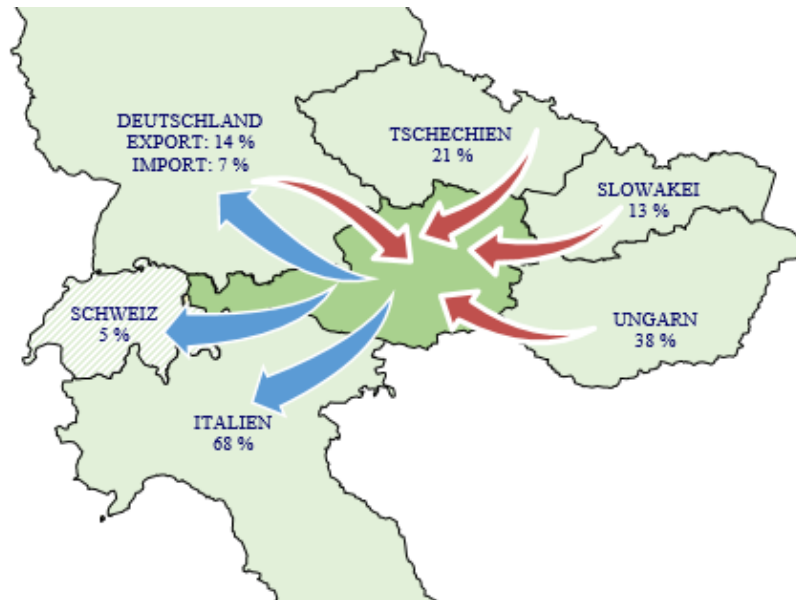 DEUTSCHLAND
EXPORT: 14 %
IMPORT: 7 %
TSCHECHIEN
21 %
SLOWAKEI
13 %
SCHWEIZ
5 %
UNGARN
38 %
ITALIEN
68 %